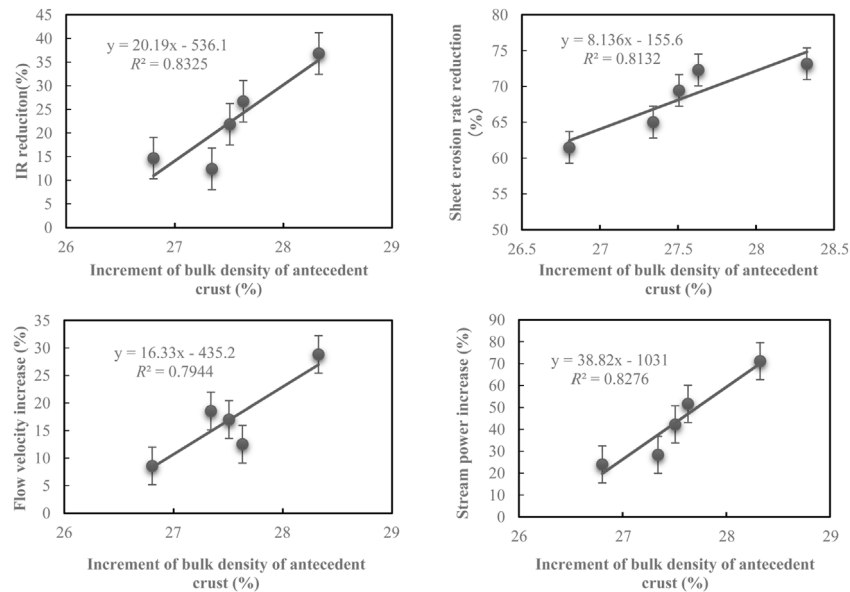 IR reduciton(%)
45
40
35
30
25
20
15
10
5
0
y = 20.19x - 536.1
R² = 0.8325
26 27 28 29
Increment of bulk density of antecedent
crust (%)
Sheet erosion rate reduction
(%)
80
75
70
65
60
55
50
y = 8.136x - 155.6
R² = 0.8132
26.5 27 27.5 28 28.5
Increment of bulk density of antecedent
crust (%)
Flow velocity increase (%)
35
30
25
20
15
10
5
0
y = 16.33x - 435.2
R² = 0.7944
26 27 28 29
Increment of bulk density of antecedent
crust (%)
Stream power increase (%)
90
80
70
60
50
40
30
20
10
0
y = 38.82x - 1031
R² = 0.8276
26 27 28 29
Increment of bulk density of antecedent
crust (%)